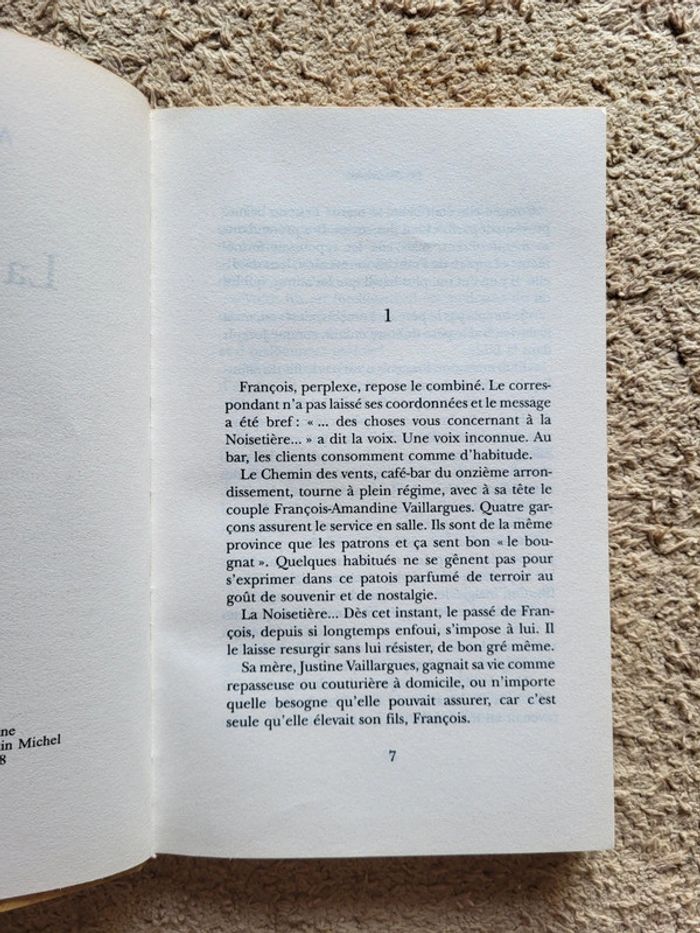 La
ne
in Michel
8
1
François, perplexe, repose le combiné. Le corres-
pondant n'a pas laissé ses coordonnées et le message
a été bref : « ... des choses vous concernant à la
Noisetière... » a dit la voix. Une voix inconnue. Au
bar, les clients consomment comme d'habitude.
Le Chemin des vents, café-bar du onzième arron-
dissement, tourne à plein régime, avec à sa tête le
couple François-Amandine Vaillargues. Quatre gar-
çons assurent le service en salle. Ils sont de la même
province que les patrons et ça sent bon « le bou-
gnat ». Quelques habitués ne se gênent pas pour
s'exprimer dans ce patois parfumé de terroir au
goût de souvenir et de nostalgie.
La Noisetière... Dès cet instant, le passé de Fran-
çois, depuis si longtemps enfoui, s'impose à lui. Il
le laisse resurgir sans lui résister, de bon gré même.
Sa mère, Justine Vaillargues, gagnait sa vie comme
repasseuse ou couturière à domicile, ou n'importe
quelle besogne qu'elle pouvait assurer, car c'est
seule qu'elle élevait son fils, François.
7